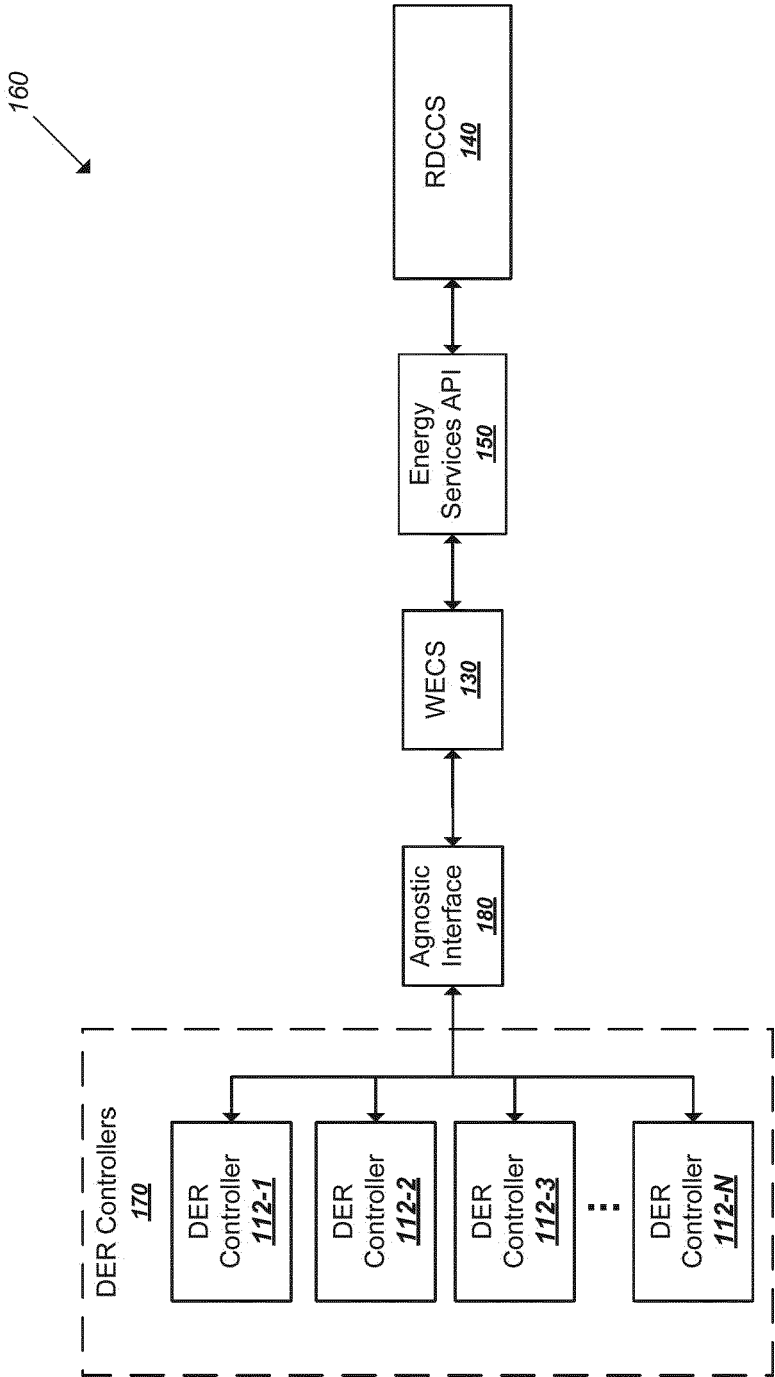 160
DER Controllers
170
DER
Controller
112-1
DER
Controller
112-2
DER
Controller
112-3
...
DER
Controller
112-N
Agnostic
Interface
180
WECS
130
Energy
Services API
150
RDCCS
140